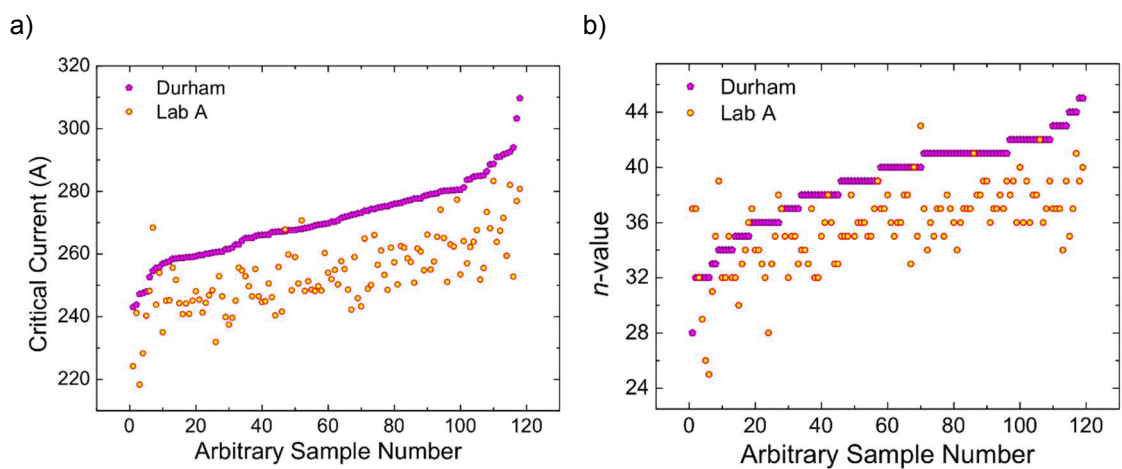 a)
b)
Critical Current (A)
320
300
280
260
240
220
0
20
40
60
80
100
120
Arbitrary Sample Number
Durham
Lab A
n-value
44
40
36
32
28
24
0
20
40
60
80
100
120
Arbitrary Sample Number
Durham
Lab A